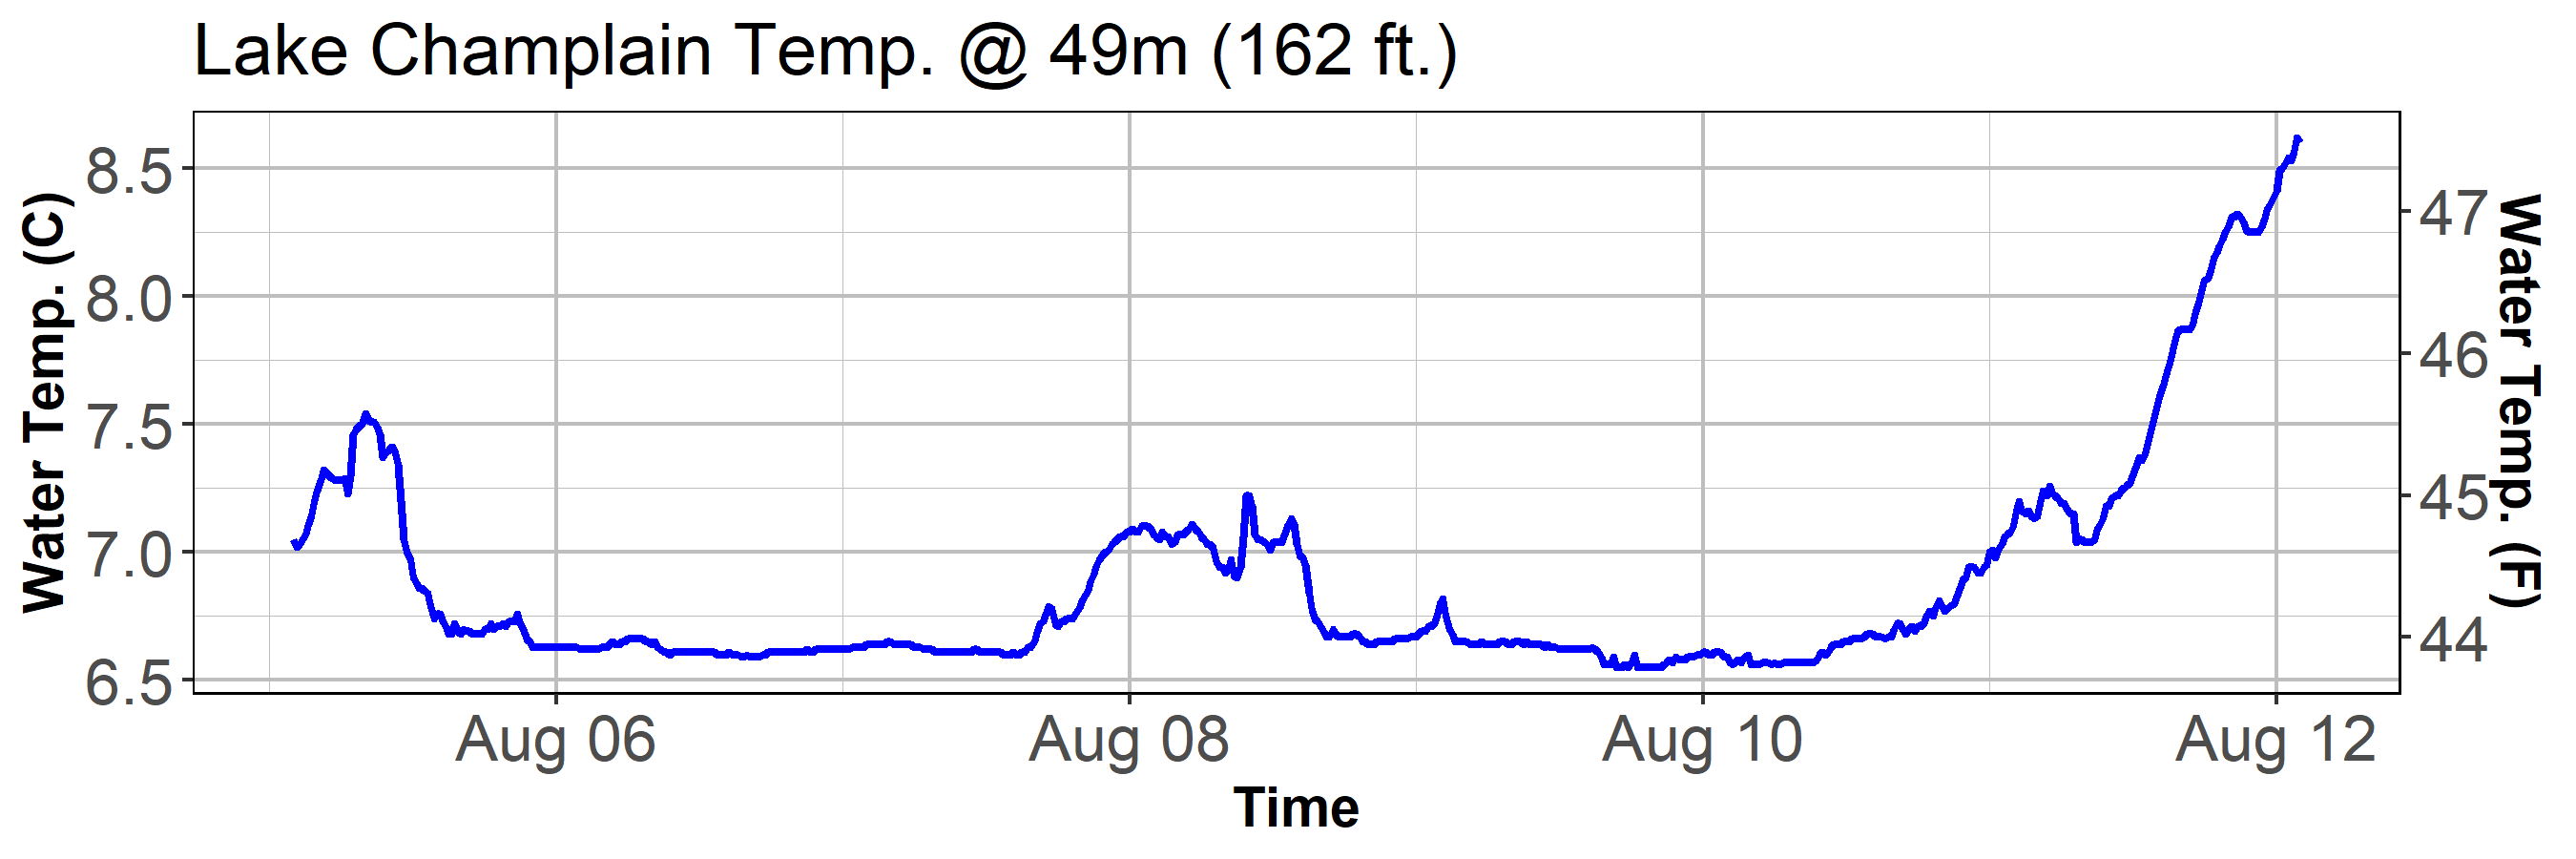 Lake Champlain Temp. @ 49m (162 ft.)
Water Temp. (C)
8.5
8.0
7.5
7.0
6.5
47
46
45
44
Water Temp. (F)
Aug 06
Aug 08
Aug 10
Aug 12
Time